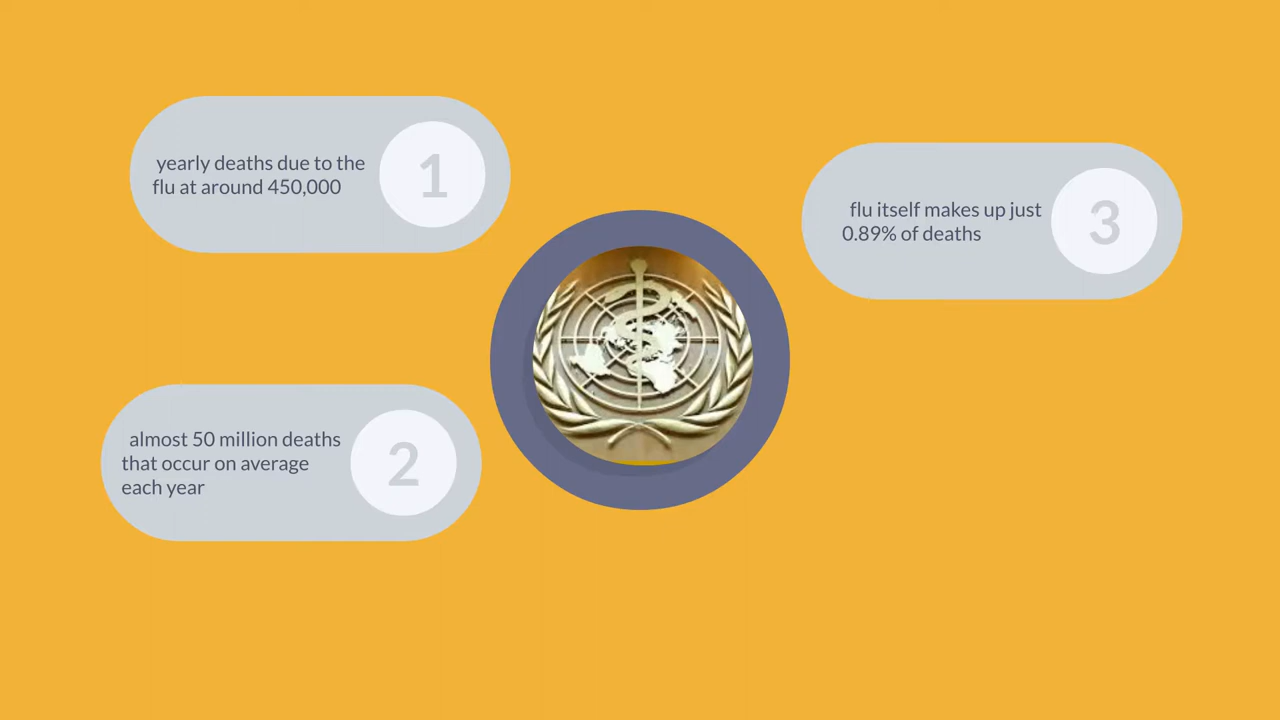 yearly deaths due to the
flu at around 450,000
1
almost 50 million deaths
that occur on average
each year
2
flu itself makes up just
0.89% of deaths
3